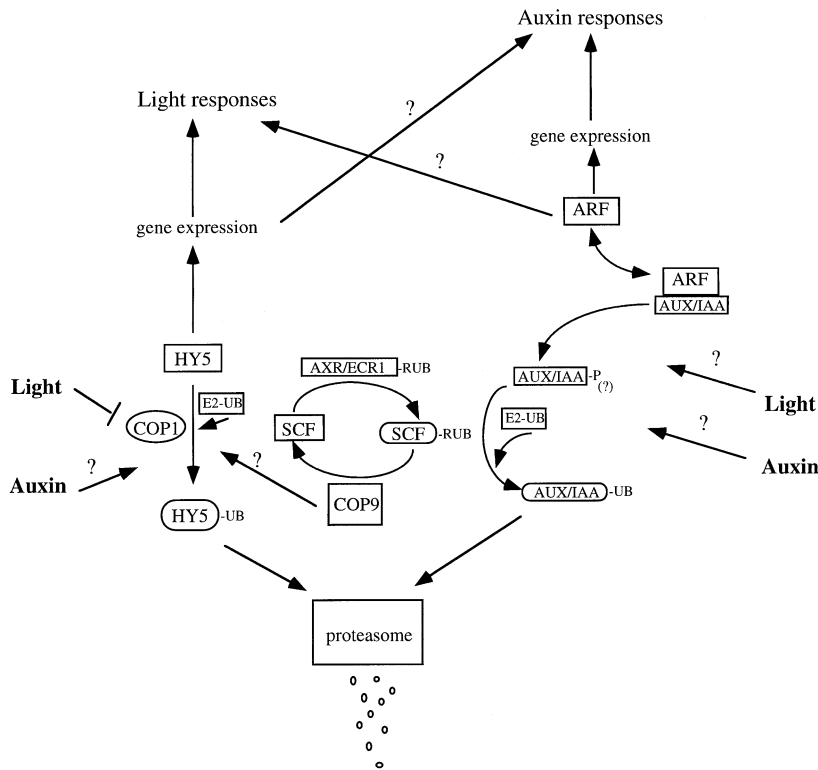 Auxin responses
Light responses
?
gene expression
?
ARF
gene expression
ARF
AUX/IAA
HY5
AXR/ECR1-RUB
AUX/IAA-P
(?)
?
Light
Light
E2-UB
COP1
SCF
SCF-RUB
E2-UB
?
Auxin
?
Auxin
?
HY5-UB
COP9
AUX/IAA-UB
proteasome